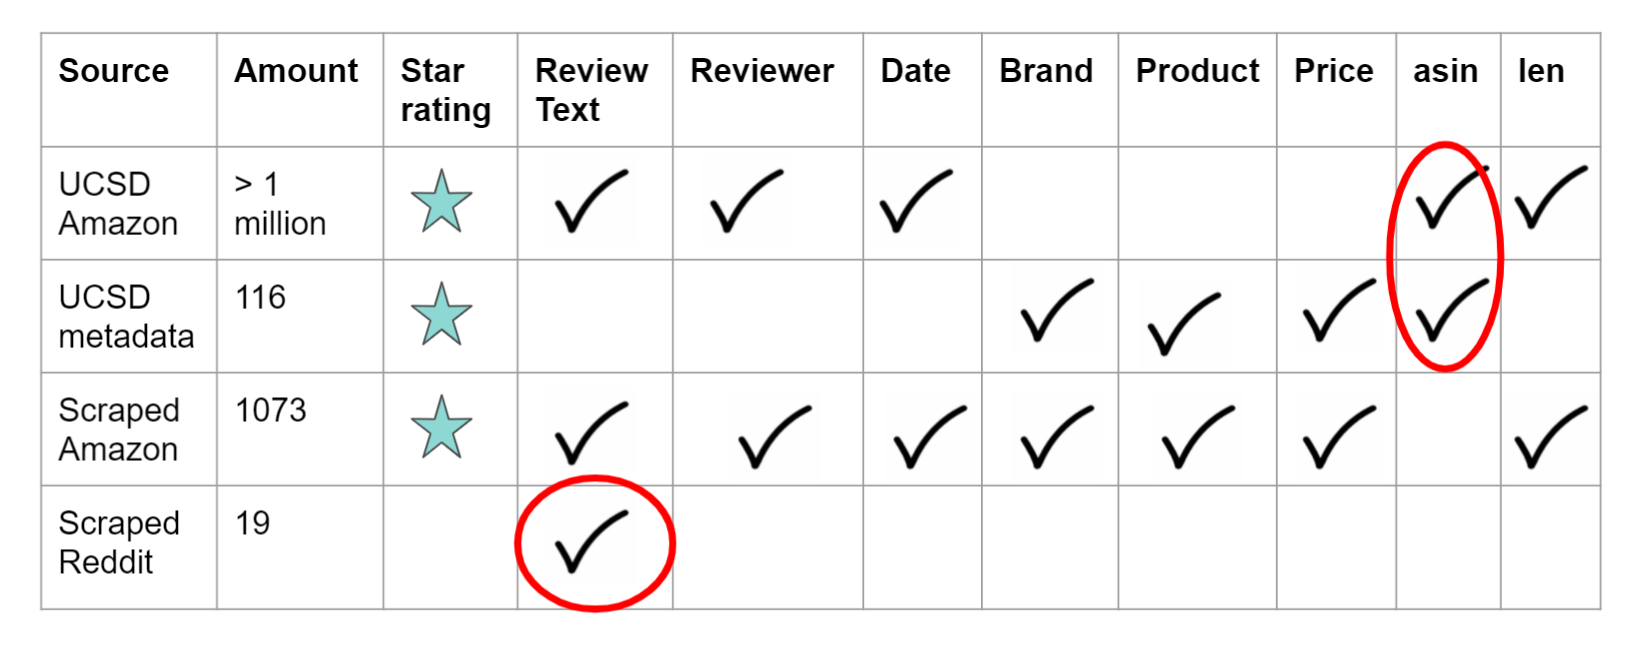 Source Amount Star rating Review Text Reviewer Date Brand Product Price asin len
UCSD Amazon > 1 million
UCSD metadata 116
Scraped Amazon 1073
Scraped Reddit 19